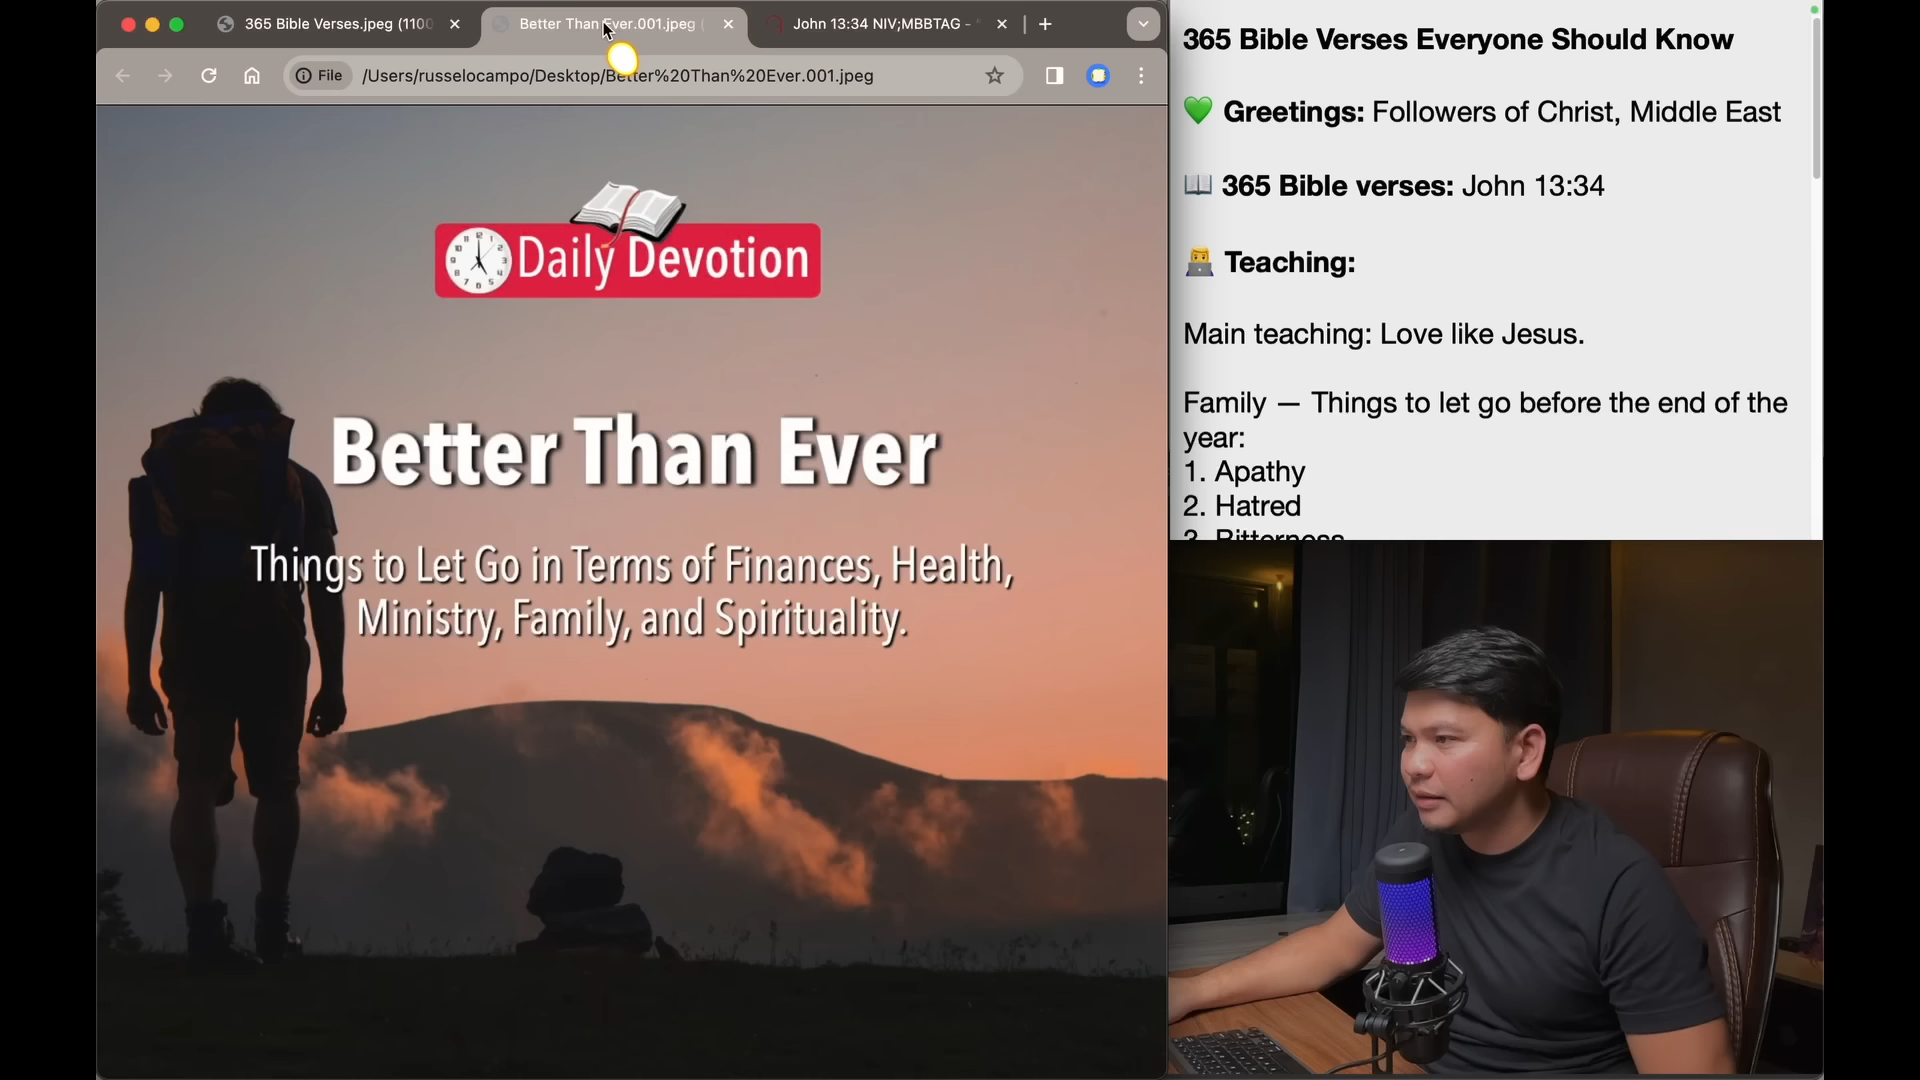 365 Bible Verses.jpeg (1100
Better Than Ever.001.jpeg (
John 13:34 NIV;MBBTAG -
File
/Users/russelocampo/Desktop/Better%20Than%20Ever.001.jpeg
Daily Devotion
Better Than Ever
Things to Let Go in Terms of Finances, Health,
Ministry, Family, and Spirituality.
365 Bible Verses Everyone Should Know
💚 Greetings: Followers of Christ, Middle East
📖 365 Bible verses: John 13:34
👨‍💻 Teaching:
Main teaching: Love like Jesus.
Family — Things to let go before the end of the
year:
1. Apathy
2. Hatred
3. Bitterness